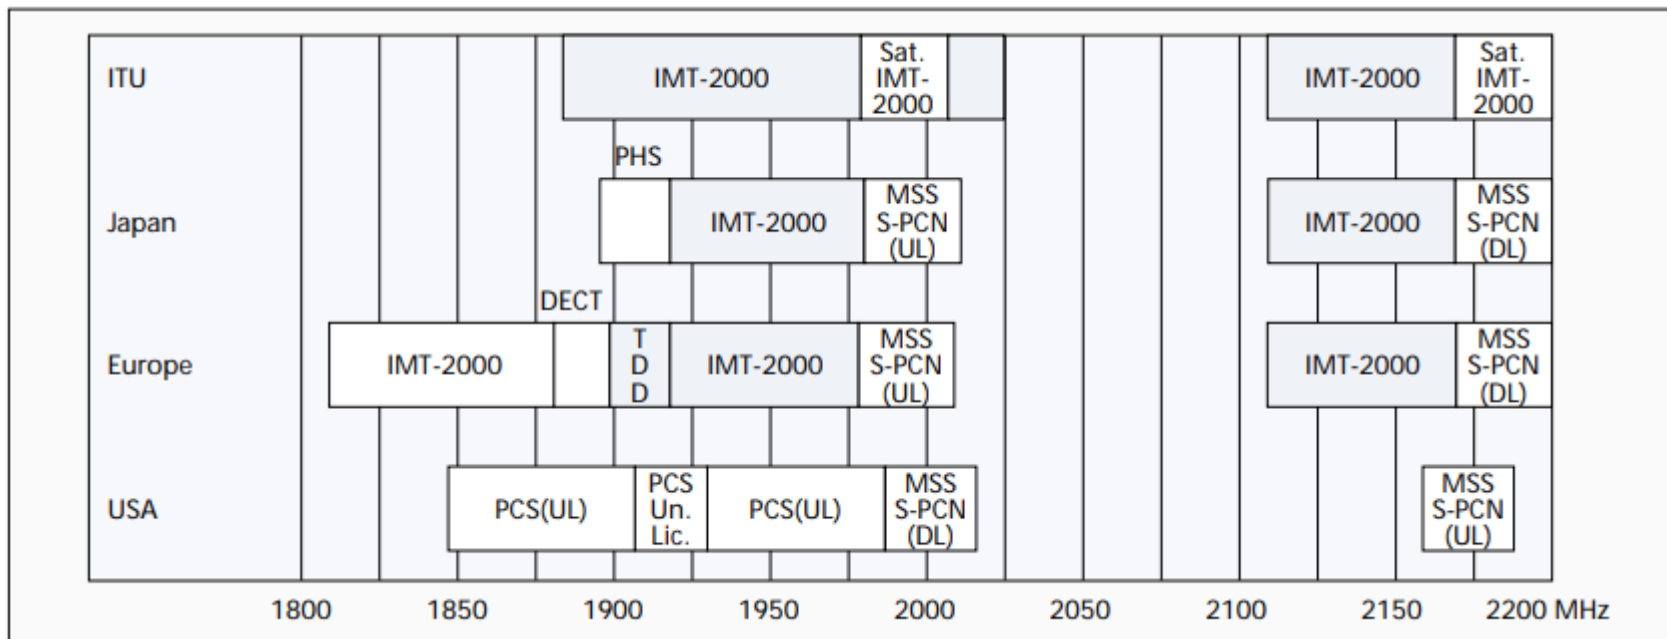 ITU
IMT-2000
Sat.
IMT-
2000
IMT-2000
Sat.
IMT-
2000
PHS
Japan
IMT-2000
MSS
S-PCN
(UL)
IMT-2000
MSS
S-PCN
(DL)
DECT
Europe
IMT-2000
T
D
D
IMT-2000
MSS
S-PCN
(UL)
IMT-2000
MSS
S-PCN
(DL)
USA
PCS(UL)
PCS
Un.
Lic.
PCS(UL)
MSS
S-PCN
(DL)
MSS
S-PCN
(UL)
1800 1850 1900 1950 2000 2050 2100 2150 2200 MHz